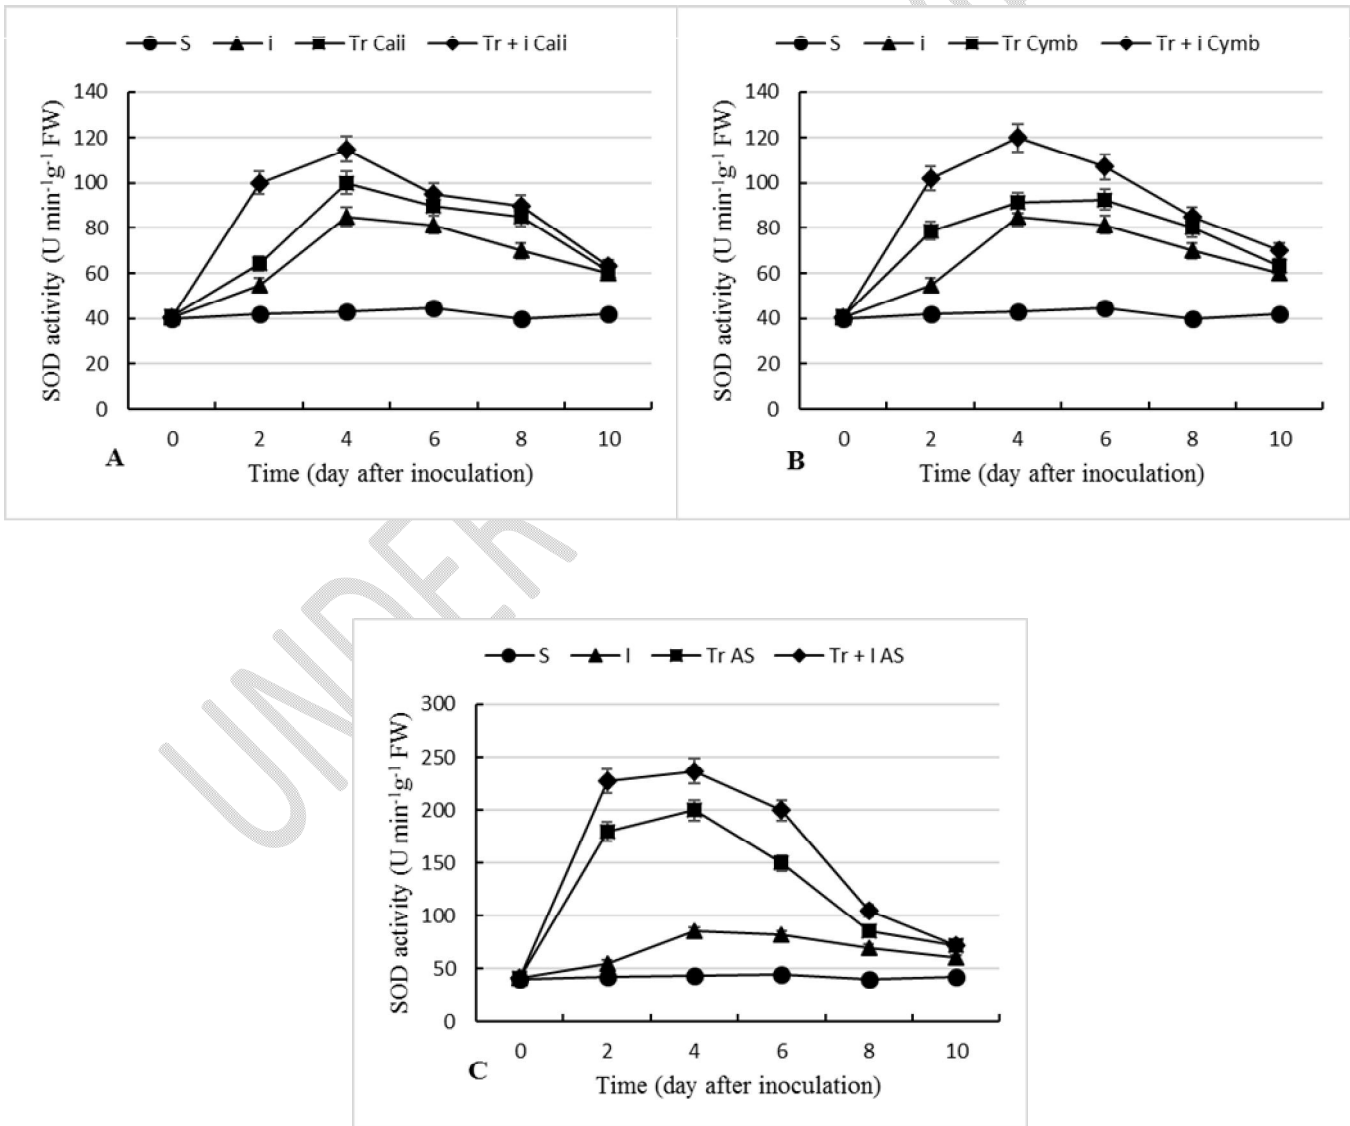 S i Tr Caii Tr + i Caii
140
120
100
80
60
40
20
0
SOD activity (U min⁻¹g⁻¹ FW)
0 2 4 6 8 10
A
Time (day after inoculation)
S i Tr Cymb Tr + i Cymb
140
120
100
80
60
40
20
0
SOD activity (U min⁻¹g⁻¹ FW)
0 2 4 6 8 10
B
Time (day after inoculation)
UNDER
S I Tr AS Tr + I AS
300
250
200
150
100
50
0
SOD activity (U min⁻¹g⁻¹ FW)
0 2 4 6 8 10
C
Time (day after inoculation)